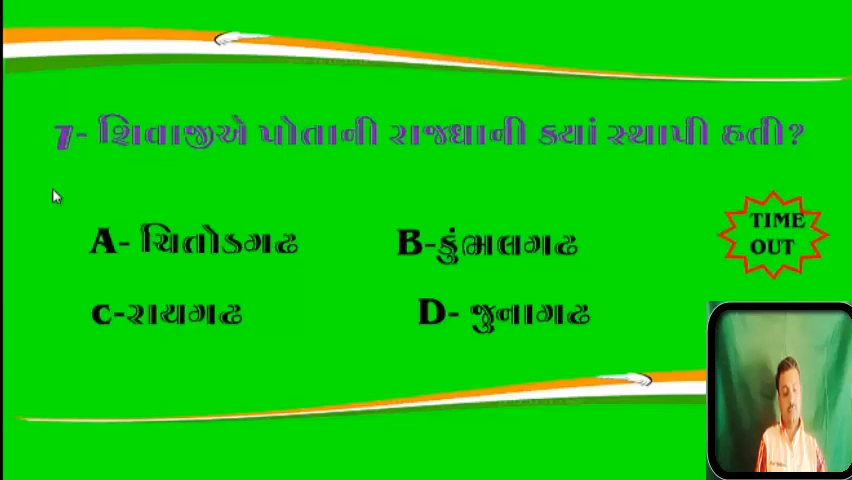 7- શિવાજીએ પોતાની રાજધાની ક્યાં સ્થાપી હતી?
A- ચિતોડગઢ
B-કુંભલગઢ
TIME OUT
C-રાયગઢ
D- જુનાગઢ